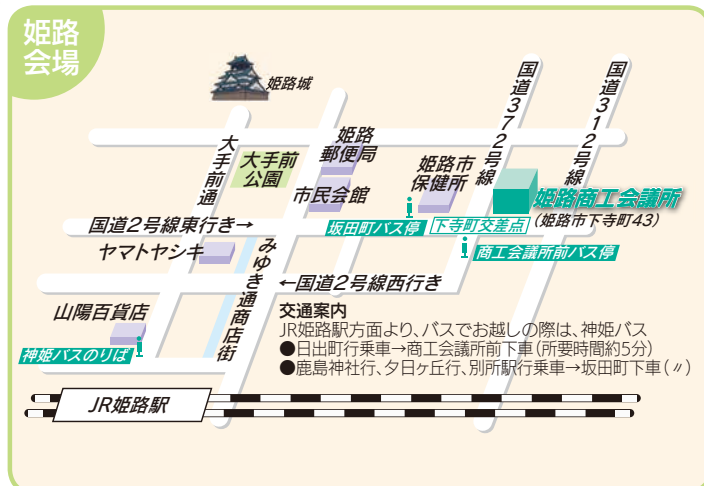 姫路
会場
姫路城
国道372号線
国道312号線
大手前通
大手前
公園
姫路
郵便局
姫路市
保健所
市民会館
姫路商工会議所
(姫路市下寺町43)
国道2号線東行き→
坂田町バス停
下寺町交差点
ヤマトヤシキ
みゆき通商店街
商工会議所前バス停
←国道2号線西行き
山陽百貨店
神姫バスのりば
交通案内
JR姫路駅方面より、バスでお越しの際は、神姫バス
●日出町行乗車→商工会議所前下車(所要時間約5分)
●鹿島神社行、夕日ヶ丘行、別所駅行乗車→坂田町下車(〃)
JR姫路駅